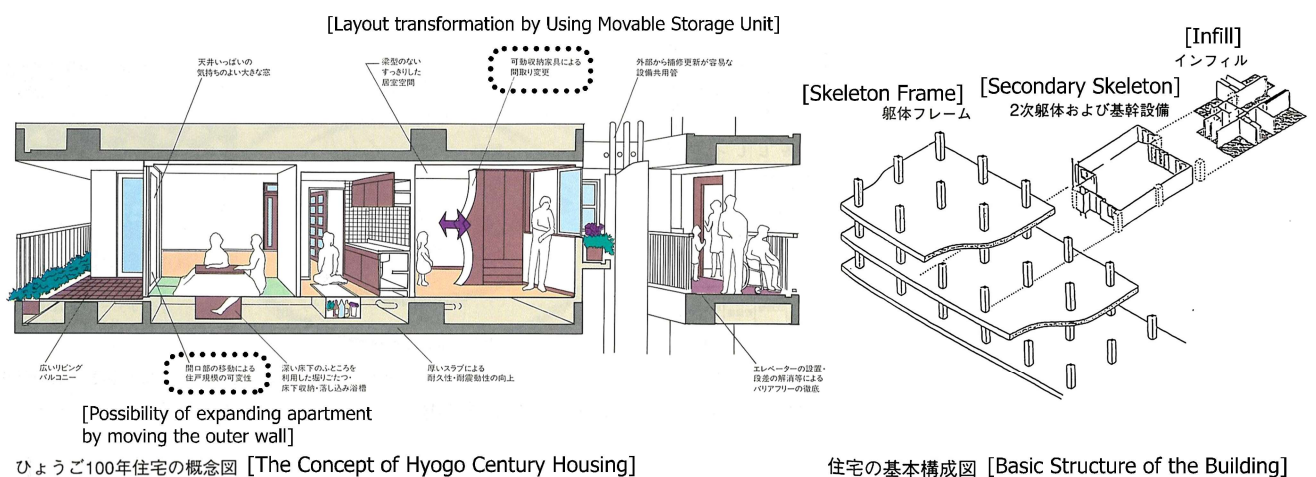 [Layout transformation by Using Movable Storage Unit]
天井いっぱいの
気持ちのよい大きな窓
梁型のない
すっきりした
居室空間
可動収納家具による
間取り変更
外部から補修更新が容易な
設備共用管
[Skeleton Frame]
躯体フレーム
[Secondary Skeleton]
2次躯体および基幹設備
[Infill]
インフィル
広いリビング
バルコニー
開口部の移動による
住戸規模の可変性
深い床下のふところを
利用した掘りごたつ・
床下収納・落し込み浴槽
厚いスラブによる
耐久性・耐震動性の向上
エレベーターの設置・
段差の解消等による
バリアフリーの徹底
[Possibility of expanding apartment
by moving the outer wall]
ひょうご100年住宅の概念図 [The Concept of Hyogo Century Housing]
住宅の基本構成図 [Basic Structure of the Building]